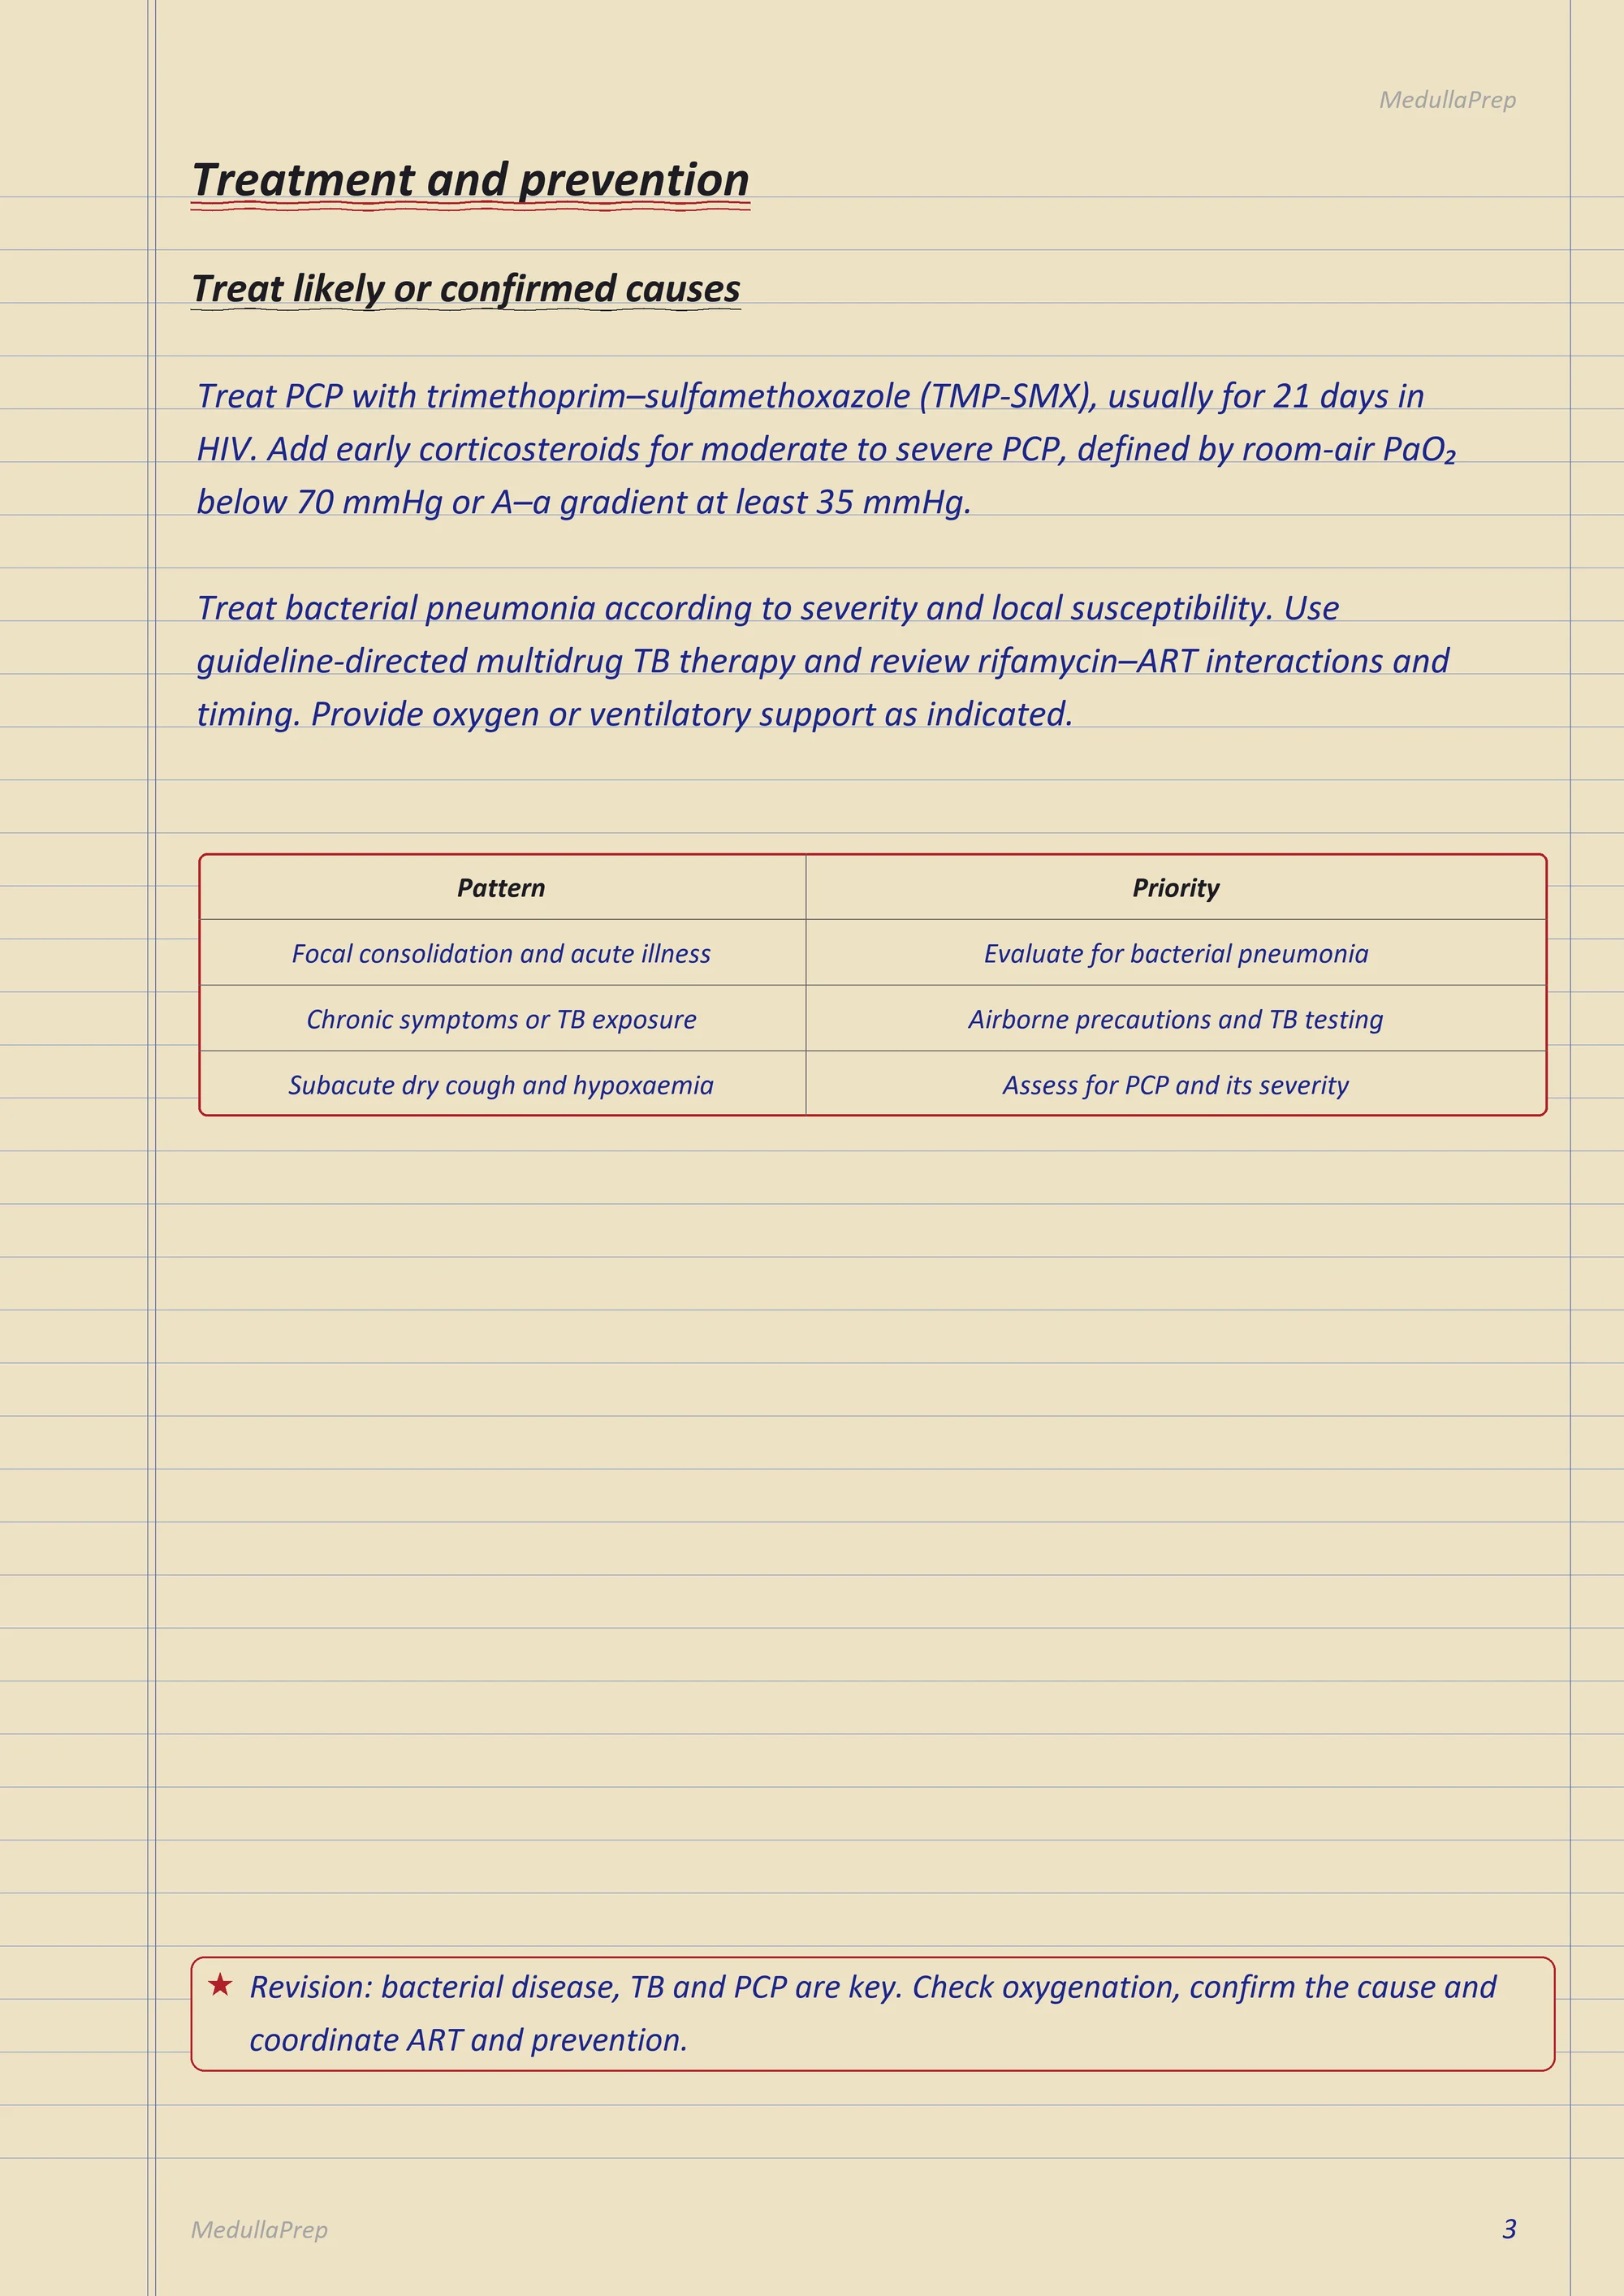 MedullaPrep
Treatment and prevention
Treat likely or confirmed causes
Treat PCP with trimethoprim–sulfamethoxazole (TMP-SMX), usually for 21 days in
HIV. Add early corticosteroids for moderate to severe PCP, defined by room-air PaO₂
below 70 mmHg or A–a gradient at least 35 mmHg.
Treat bacterial pneumonia according to severity and local susceptibility. Use
guideline-directed multidrug TB therapy and review rifamycin–ART interactions and
timing. Provide oxygen or ventilatory support as indicated.
Pattern Priority
Focal consolidation and acute illness Evaluate for bacterial pneumonia
Chronic symptoms or TB exposure Airborne precautions and TB testing
Subacute dry cough and hypoxaemia Assess for PCP and its severity
★ Revision: bacterial disease, TB and PCP are key. Check oxygenation, confirm the cause and
coordinate ART and prevention.
MedullaPrep 3